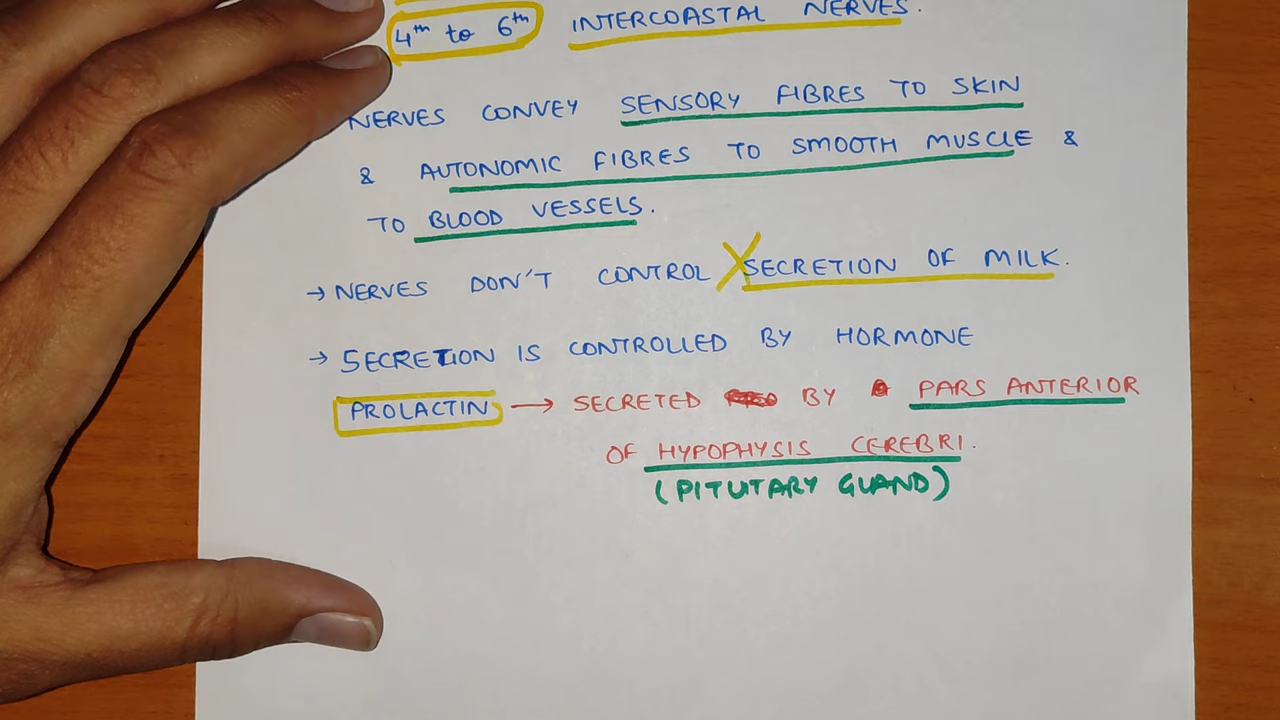 4th to 6th INTERCOASTAL NERVES.
NERVES CONVEY SENSORY FIBRES TO SKIN
& AUTONOMIC FIBRES TO SMOOTH MUSCLE &
TO BLOOD VESSELS.
→ NERVES DON'T CONTROL SECRETION OF MILK.
→ SECRETION IS CONTROLLED BY HORMONE
PROLACTIN → SECRETED BY PARS ANTERIOR
OF HYPOPHYSIS CEREBRI.
(PITUTARY GLAND)